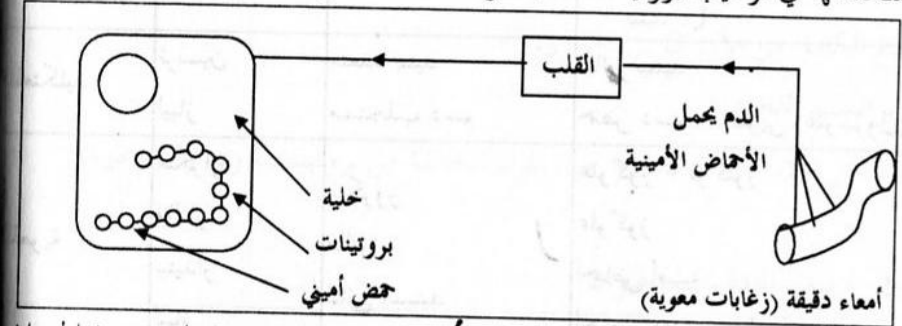 القلب
الدم يحمل
الأحماض الأمينية
خلية
بروتينات
حمض أميني
أمعاء دقيقة (زغابات معوية)